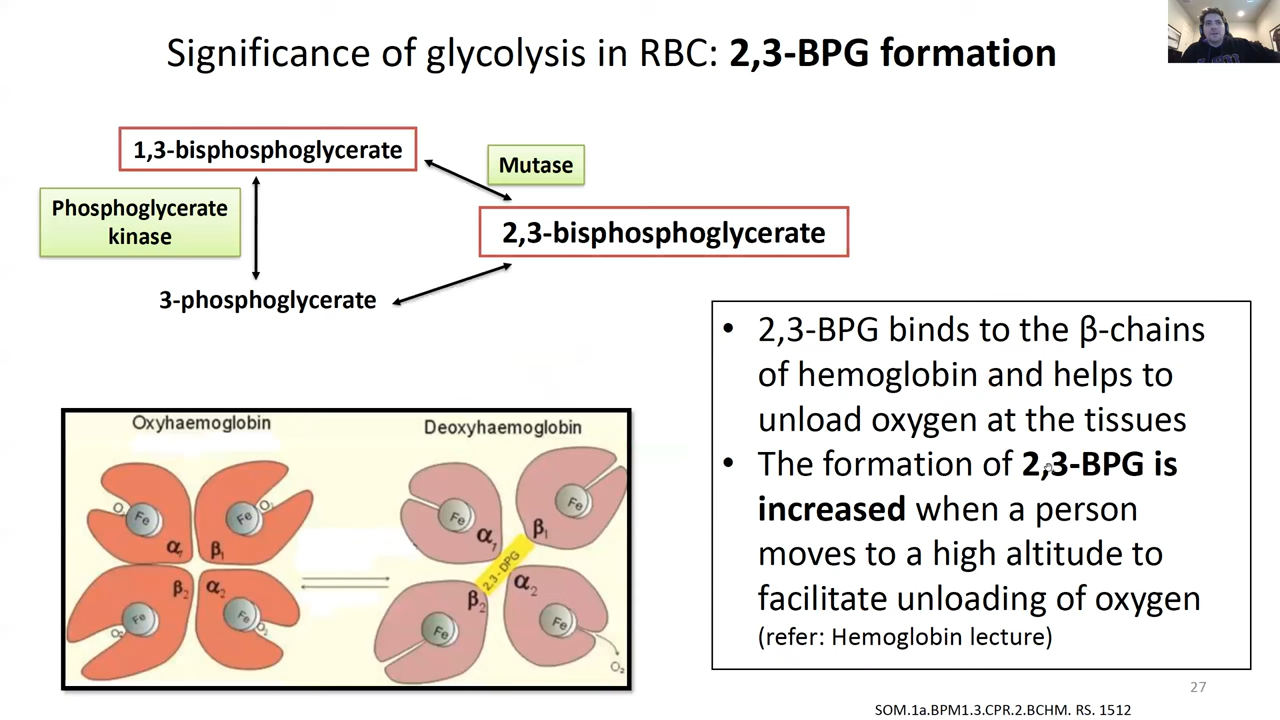 Significance of glycolysis in RBC: 2,3-BPG formation
1,3-bisphosphoglycerate
Mutase
Phosphoglycerate
kinase
2,3-bisphosphoglycerate
3-phosphoglycerate
• 2,3-BPG binds to the β-chains
of hemoglobin and helps to
unload oxygen at the tissues
• The formation of 2,3-BPG is
increased when a person
moves to a high altitude to
facilitate unloading of oxygen
(refer: Hemoglobin lecture)
Oxyhaemoglobin
Deoxyhaemoglobin
O
Fe
Fe
O₂
α₁
β₁
β₂
α₂
O₂
Fe
Fe
O₂
Fe
Fe
α₁
β₁
2,3-DPG
β₂
α₂
Fe
Fe
O₂
27
SOM.1a.BPM1.3.CPR.2.BCHM. RS. 1512